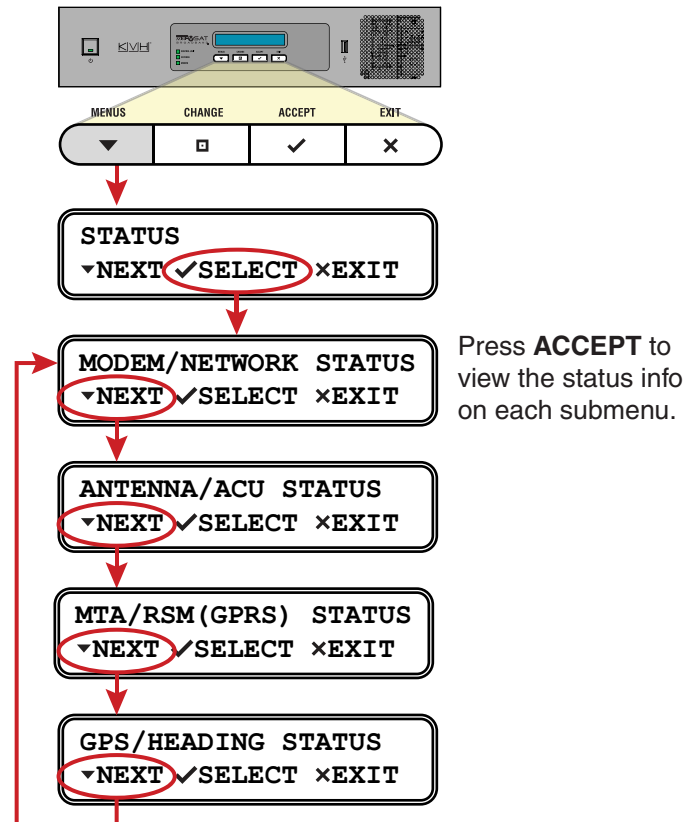 KVH
MENUS CHANGE ACCEPT EXIT
STATUS
▼NEXT ✓SELECT ×EXIT
MODEM/NETWORK STATUS
▼NEXT ✓SELECT ×EXIT
Press ACCEPT to
view the status info
on each submenu.
ANTENNA/ACU STATUS
▼NEXT ✓SELECT ×EXIT
MTA/RSM(GPRS) STATUS
▼NEXT ✓SELECT ×EXIT
GPS/HEADING STATUS
▼NEXT ✓SELECT ×EXIT